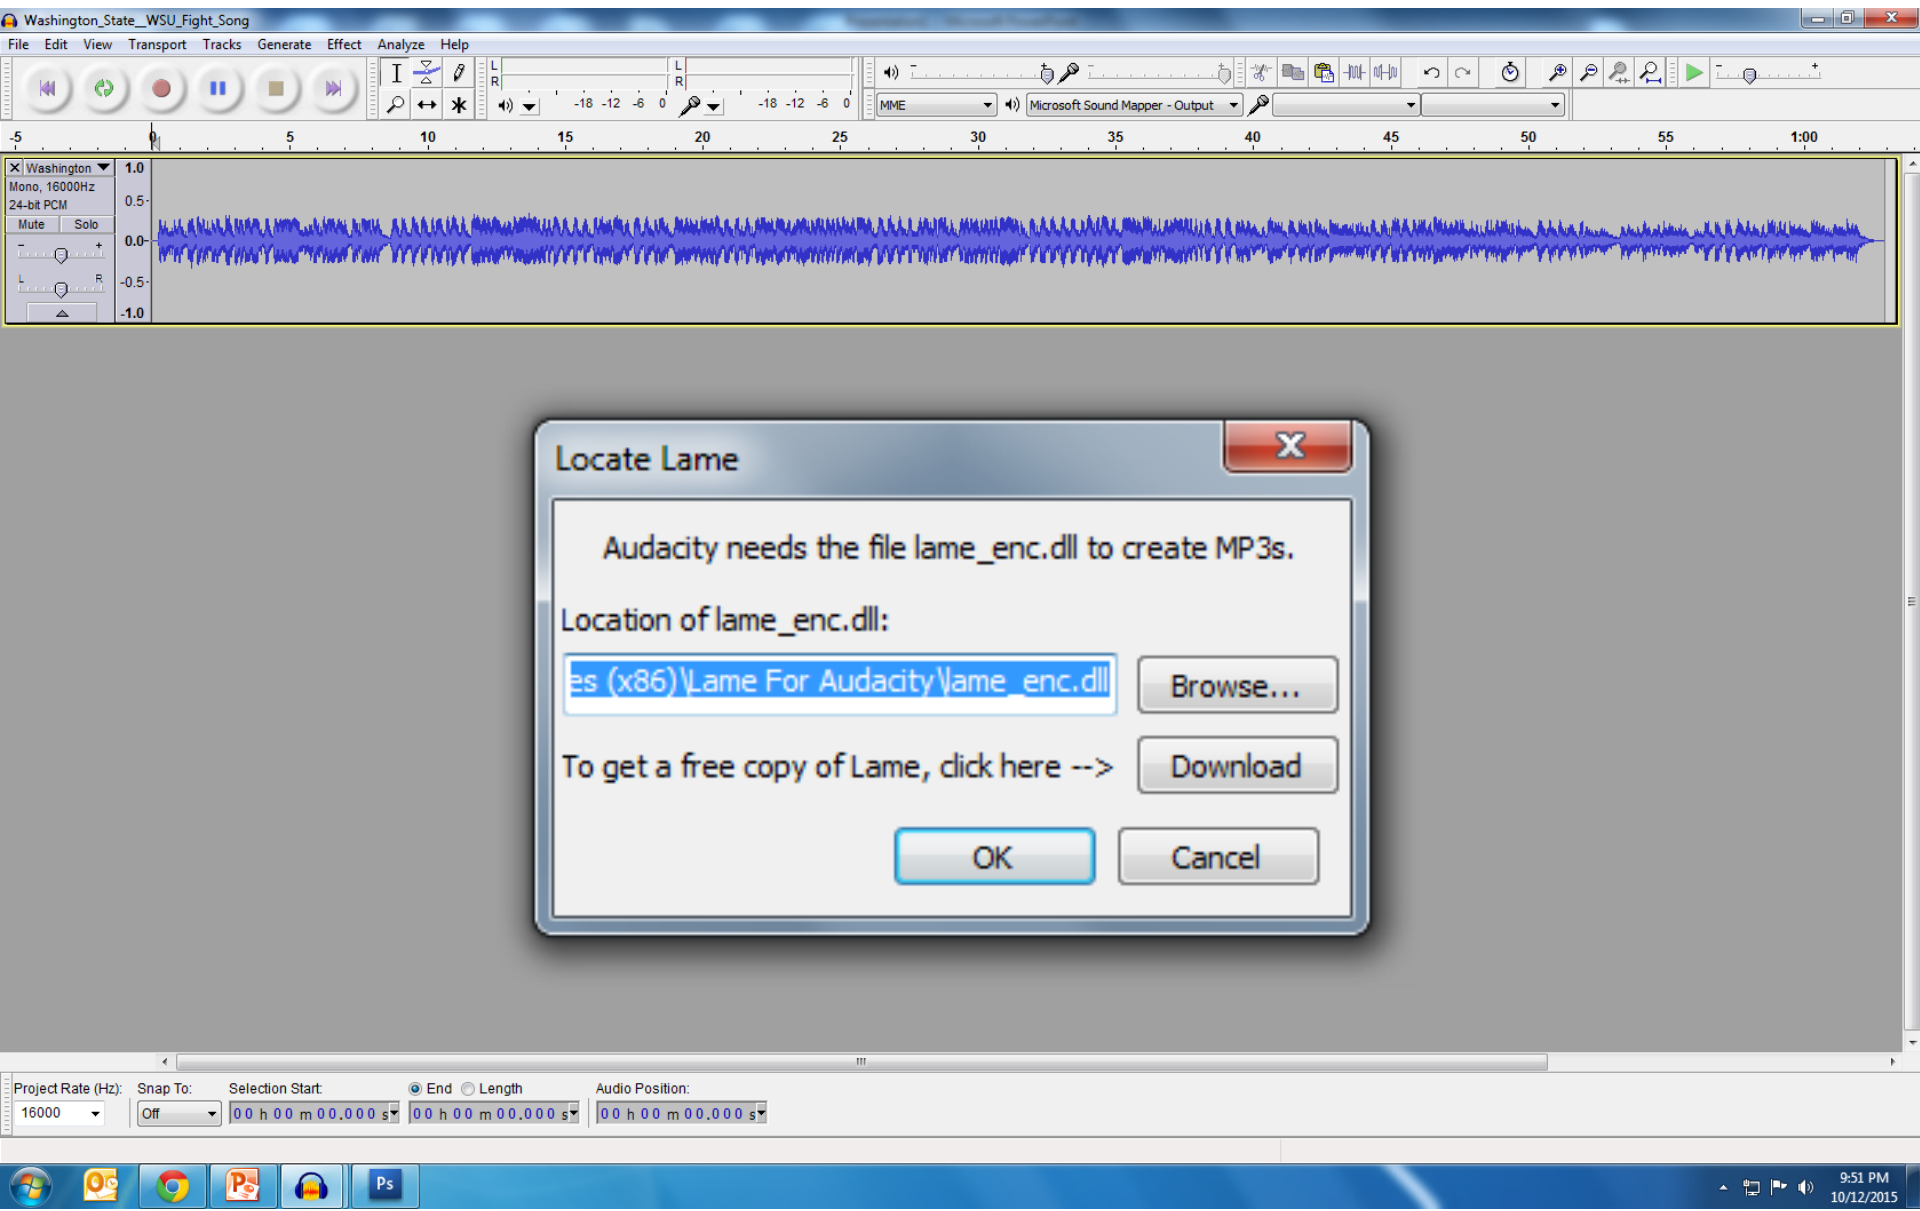 Washington_State__WSU_Fight_Song
File Edit View Transport Tracks Generate Effect Analyze Help
L
R
-18 -12 -6 0
L
R
-18 -12 -6 0
MME
Microsoft Sound Mapper - Output
-5 0 5 10 15 20 25 30 35 40 45 50 55 1:00
Washington
Mono, 16000Hz
24-bit PCM
Mute Solo
- +
L R
1.0
0.5
0.0
-0.5
-1.0
Locate Lame
Audacity needs the file lame_enc.dll to create MP3s.
Location of lame_enc.dll:
es (x86)\Lame For Audacity\lame_enc.dll
Browse...
To get a free copy of Lame, click here -->
Download
OK
Cancel
Project Rate (Hz): Snap To: Selection Start: End Length Audio Position:
16000 Off 00 h 00 m 00.000 s 00 h 00 m 00.000 s 00 h 00 m 00.000 s
Ps
9:51 PM
10/12/2015